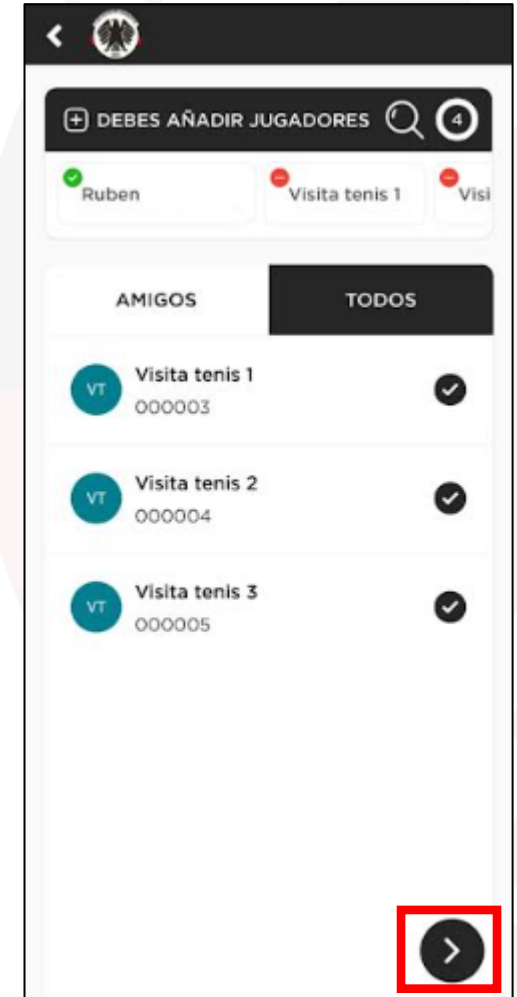 DEBES AÑADIR JUGADORES 4
Ruben Visita tenis 1 Visi
AMIGOS TODOS
VT Visita tenis 1
000003
VT Visita tenis 2
000004
VT Visita tenis 3
000005